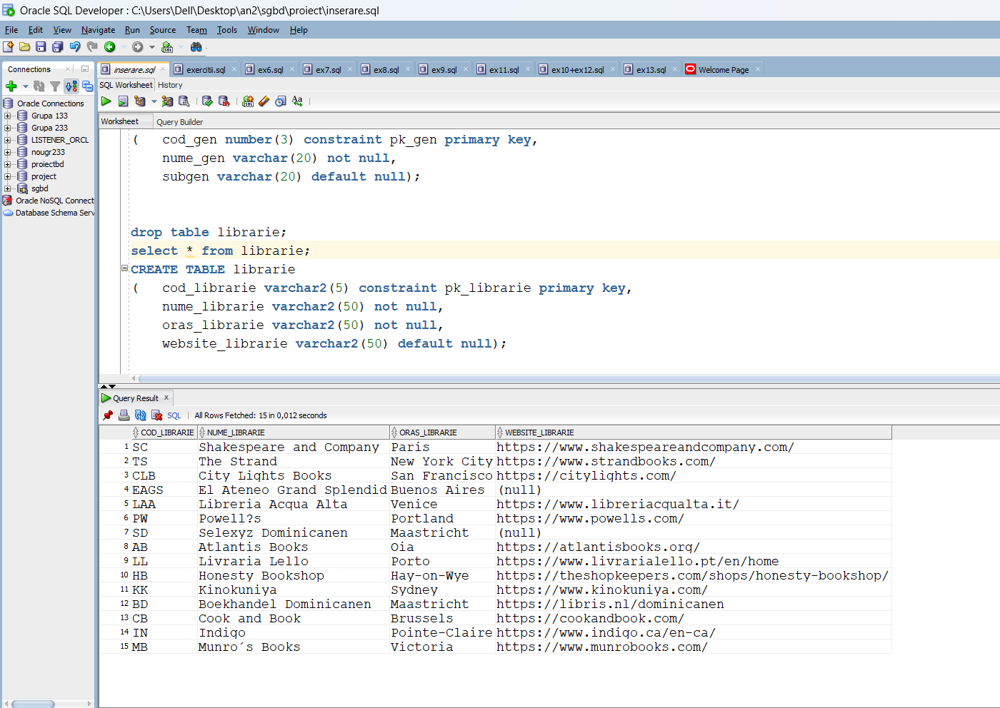 Oracle SQL Developer : C:\Users\Dell\Desktop\an2\sgbd\proiect\inserare.sql
File Edit View Navigate Run Source Team Tools Window Help
Connections
inserare.sql exercitii.sql ex6.sql ex7.sql ex8.sql ex9.sql ex11.sql ex10+ex12.sql ex13.sql Welcome Page
SQL Worksheet History
Oracle Connections
Grupa 133
Grupa 233
LISTENER_ORCL
nougr233
proiectbd
project
sgbd
Oracle NoSQL Connect
Database Schema Serv
Worksheet Query Builder
( cod_gen number(3) constraint pk_gen primary key,
nume_gen varchar(20) not null,
subgen varchar(20) default null);
drop table librarie;
select * from librarie;
CREATE TABLE librarie
( cod_librarie varchar2(5) constraint pk_librarie primary key,
nume_librarie varchar2(50) not null,
oras_librarie varchar2(50) not null,
website_librarie varchar2(50) default null);
Query Result
SQL | All Rows Fetched: 15 in 0,012 seconds
COD_LIBRARIE NUME_LIBRARIE ORAS_LIBRARIE WEBSITE_LIBRARIE
1 SC Shakespeare and Company Paris https://www.shakespeareandcompany.com/
2 TS The Strand New York City https://www.strandbooks.com/
3 CLB City Lights Books San Francisco https://citylights.com/
4 EAGS El Ateneo Grand Splendid Buenos Aires (null)
5 LAA Libreria Acqua Alta Venice https://www.libreriacqualta.it/
6 PW Powell?s Portland https://www.powells.com/
7 SD Selexyz Dominicanen Maastricht (null)
8 AB Atlantis Books Oia https://atlantisbooks.org/
9 LL Livraria Lello Porto https://www.livrarialello.pt/en/home
10 HB Honesty Bookshop Hay-on-Wye https://theshopkeepers.com/shops/honesty-bookshop/
11 KK Kinokuniya Sydney https://www.kinokuniya.com/
12 BD Boekhandel Dominicanen Maastricht https://libris.nl/dominicanen
13 CB Cook and Book Brussels https://cookandbook.com/
14 IN Indigo Pointe-Claire https://www.indigo.ca/en-ca/
15 MB Munro´s Books Victoria https://www.munrobooks.com/